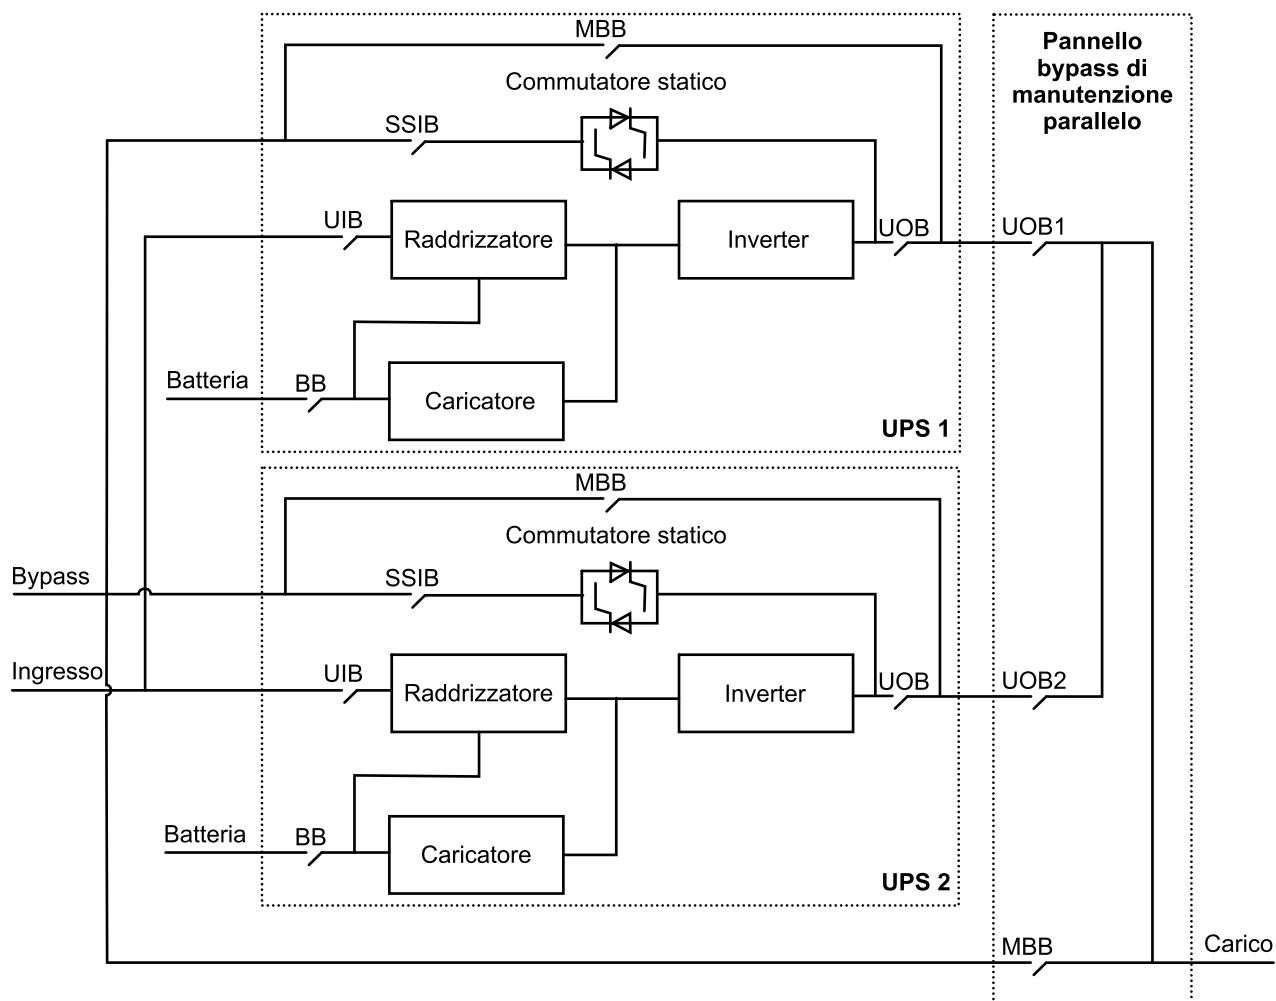 MBB
Pannello
bypass di
manutenzione
parallelo
Commutatore statico
SSIB
UIB
Raddrizzatore
Inverter
UOB
UOB1
Batteria
BB
Caricatore
UPS 1
MBB
Commutatore statico
Bypass
SSIB
Ingresso
UIB
Raddrizzatore
Inverter
UOB
UOB2
Batteria
BB
Caricatore
UPS 2
MBB
Carico